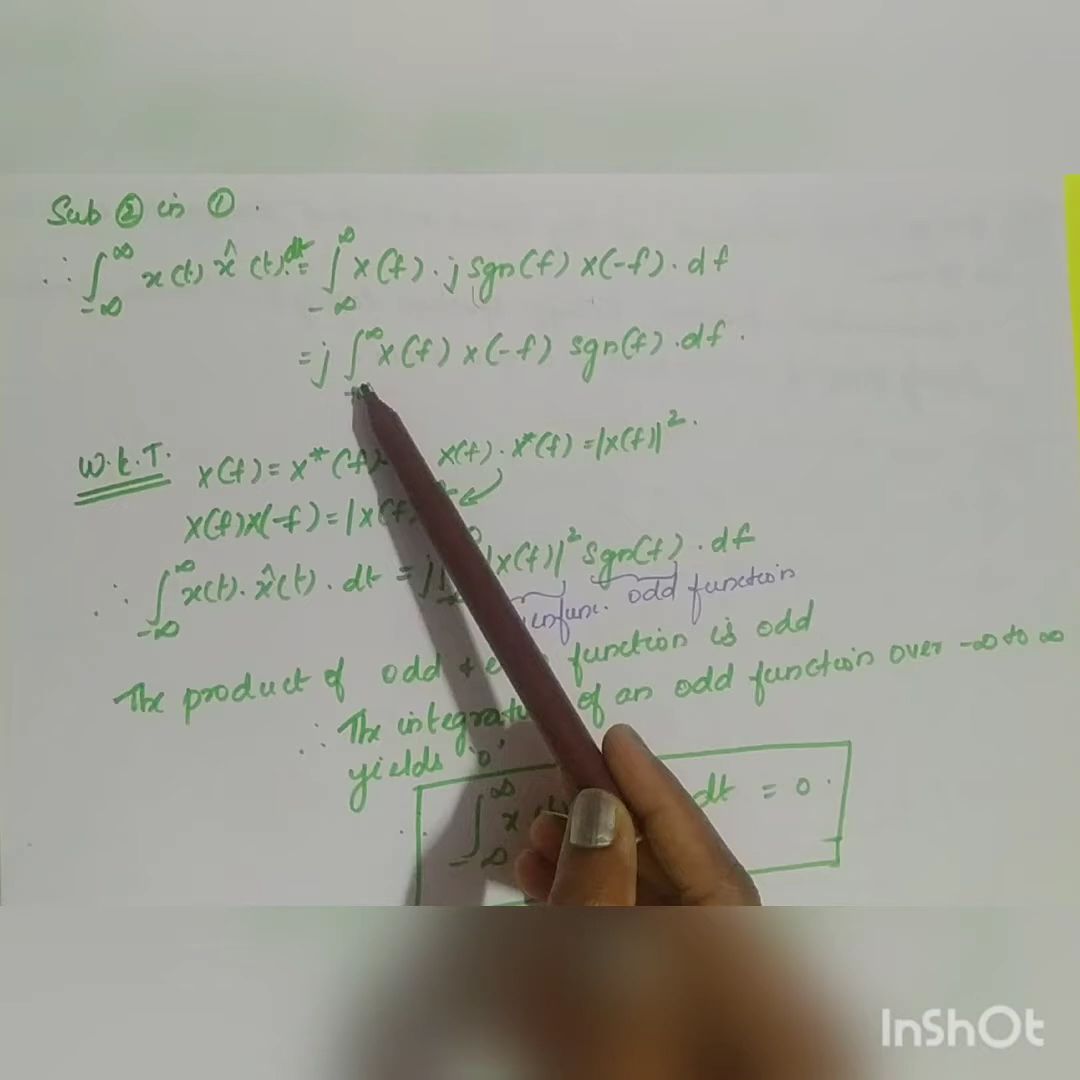 Sub ② in ① .
∴ ∫_{-∞}^{∞} x(t) x̂(t).dt = ∫_{-∞}^{∞} X(f) . j sgn(f) X(-f) . df
= j ∫_{-∞}^{∞} X(f) X(-f) sgn(f) . df .
W.k.T. X(f) = X*(f) X(f) . X*(f) = |X(f)|² .
X(f)X(-f) = |X(f)
∴ ∫_{-∞}^{∞} x(t) . x̂(t) . dt = j |X(f)|² sgn(f) . df
enfunc. odd function
The product of odd + function is odd
∴ The of an odd function over -∞ to ∞
yields '0'
∴ ∫_{-∞}^{∞} x dt = 0 .
InShOt